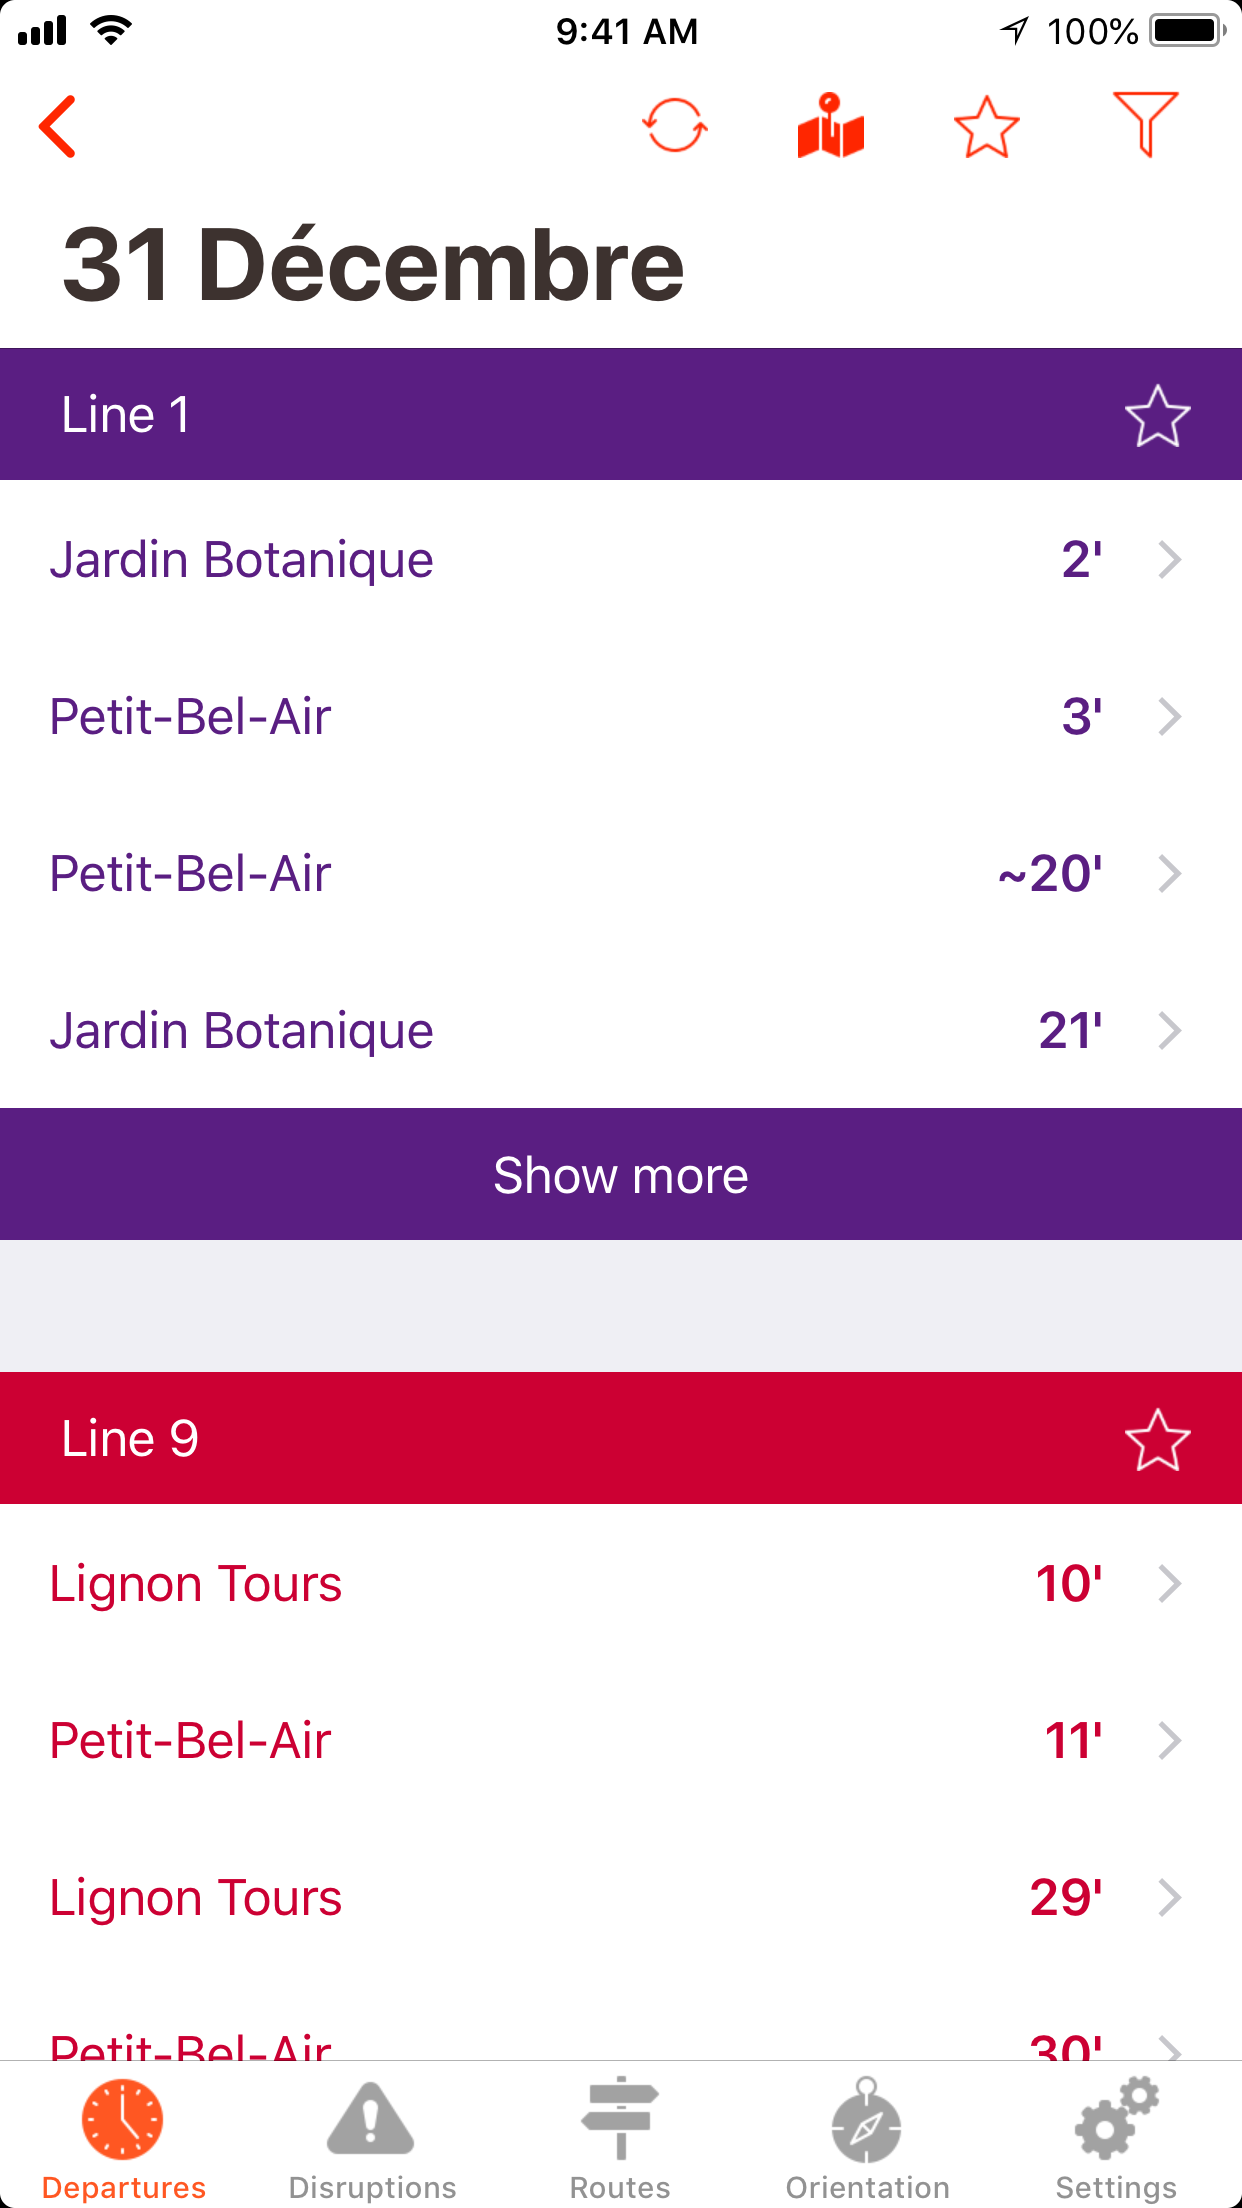 9:41 AM
100%
31 Décembre
Line 1
Jardin Botanique 2'
Petit-Bel-Air 3'
Petit-Bel-Air ~20'
Jardin Botanique 21'
Show more
Line 9
Lignon Tours 10'
Petit-Bel-Air 11'
Lignon Tours 29'
Petit-Bel-Air 30'
Departures Disruptions Routes Orientation Settings